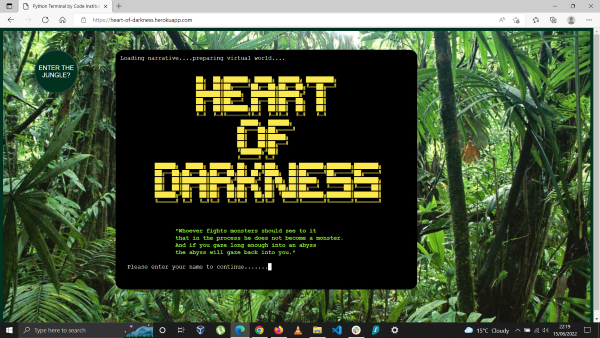 Python Terminal by Code Institu
https://heart-of-darkness.herokuapp.com
ENTER THE
JUNGLE?
Loading narrative....preparing virtual world....
HEART
OF
DARKNESS
"Whoever fights monsters should see to it
that in the process he does not become a monster.
And if you gaze long enough into an abyss
the abyss will gaze back into you."
Please enter your name to continue.......
Type here to search
15°C Cloudy
22:19
15/06/2022